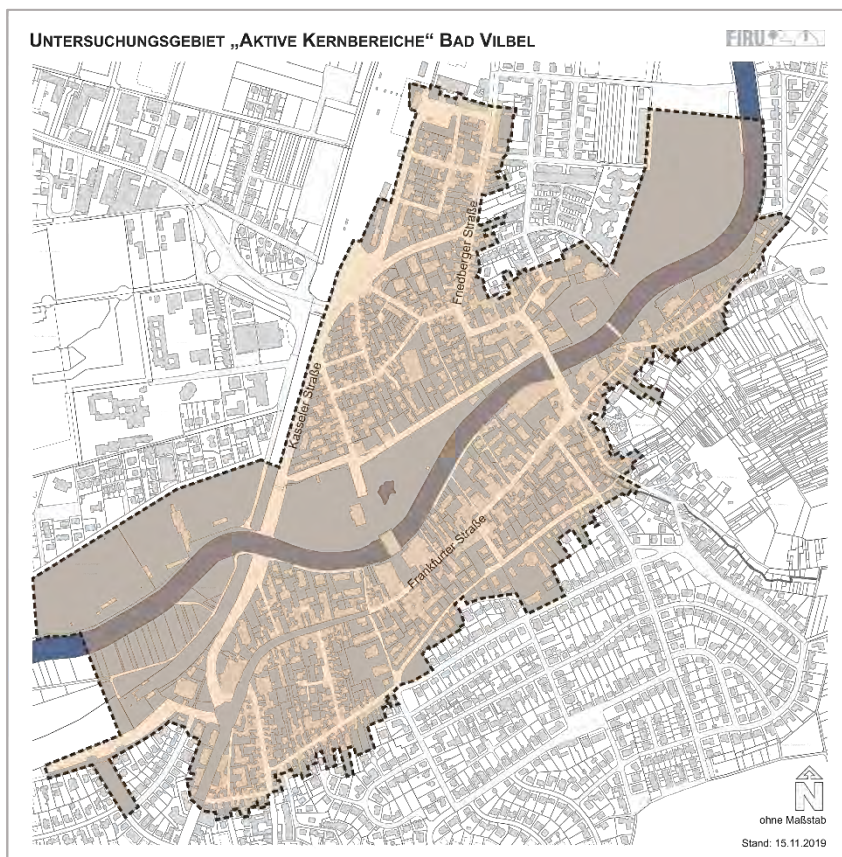 UNTERSUCHUNGSGEBIET „AKTIVE KERNBEREICHE“ BAD VILBEL
FIRU
Friedberger Straße
Kasseler Straße
Frankfurter Straße
N
ohne Maßstab
Stand: 15.11.2019